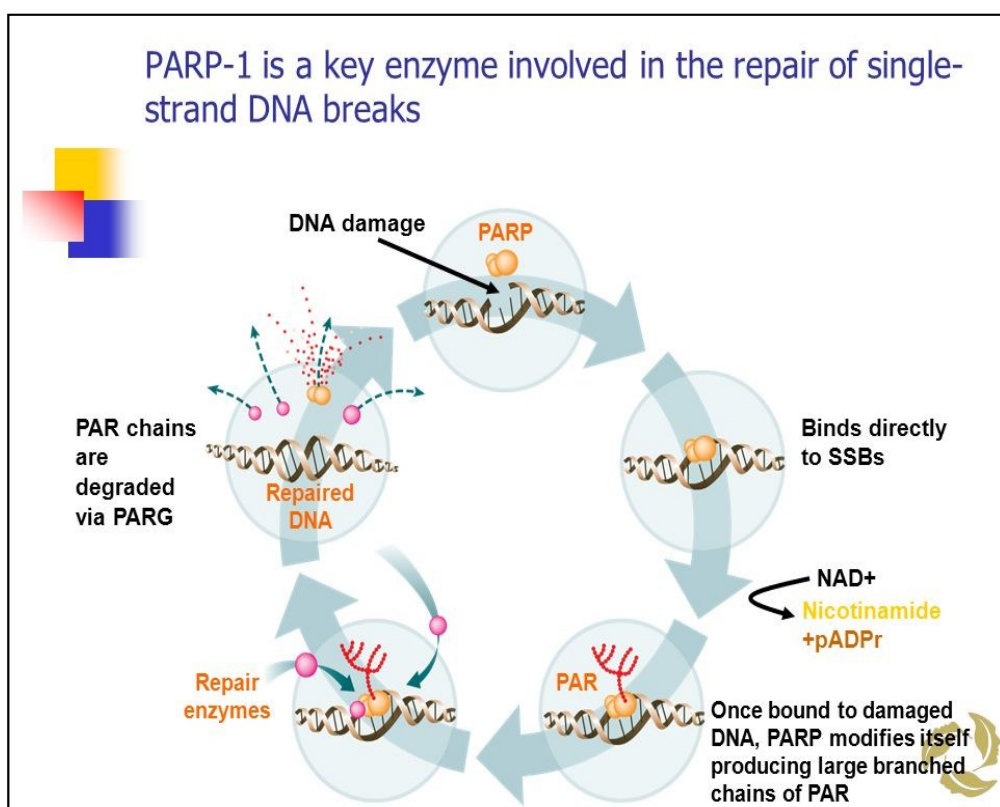 PARP-1 is a key enzyme involved in the repair of single-
strand DNA breaks
DNA damage
PARP
Binds directly
to SSBs
NAD+
Nicotinamide
+pADPr
PAR
Once bound to damaged
DNA, PARP modifies itself
producing large branched
chains of PAR
Repair
enzymes
PAR chains
are
degraded
via PARG
Repaired
DNA